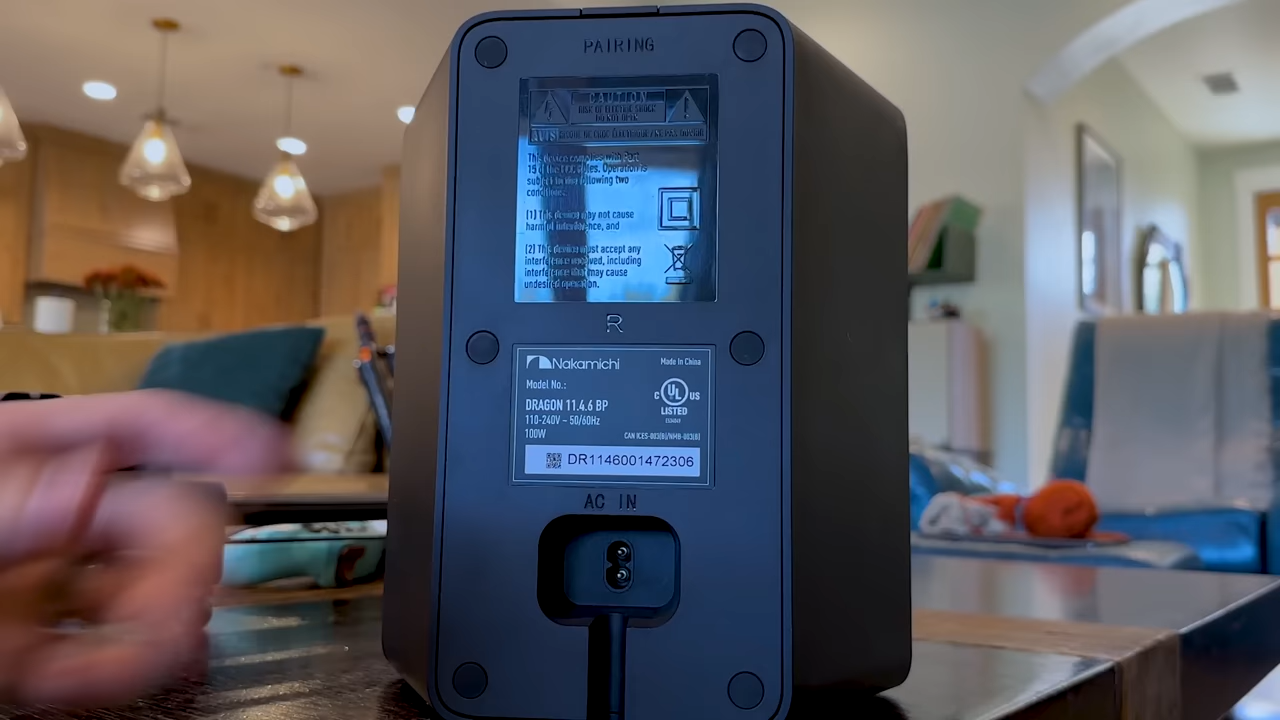 PAIRING
CAUTION
RISK OF ELECTRIC SHOCK
DO NOT OPEN
AVIS
This device complies with Part
15 of the FCC Rules. Operation is
subject to the following two
conditions:
(1) This device may not cause
harmful interference, and
(2) This device must accept any
interference received, including
interference that may cause
undesired operation.
R
Nakamichi
Made In China
Model No.:
DRAGON 11.4.6 BP
110-240V ~ 50/60Hz
100W
C UL US
LISTED
CAN ICES-003(B)/NMB-003(B)
DR1146001472306
AC IN